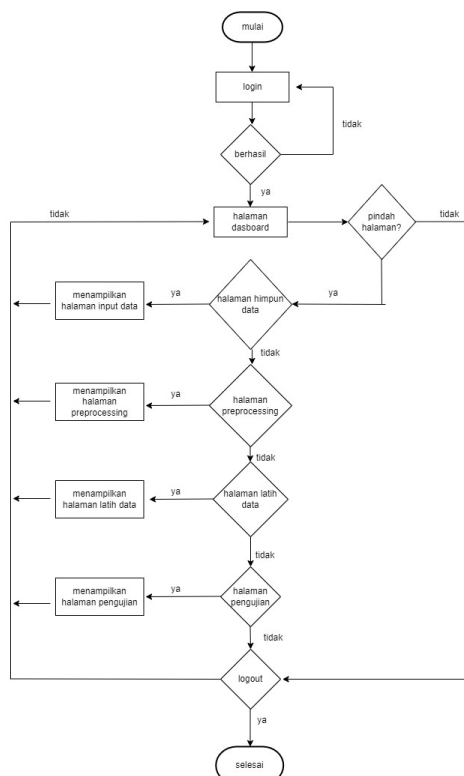 mulai
login
tidak
berhasil
ya
tidak
halaman
dasboard
pindah
halaman?
tidak
menampilkan
halaman input data
ya
halaman himpun
data
ya
tidak
menampilkan
halaman
preprocessing
ya
halaman
preprocessing
tidak
menampilkan
halaman latih data
ya
halaman latih
data
tidak
menampilkan
halaman pengujian
ya
halaman
pengujian
tidak
logout
ya
selesai